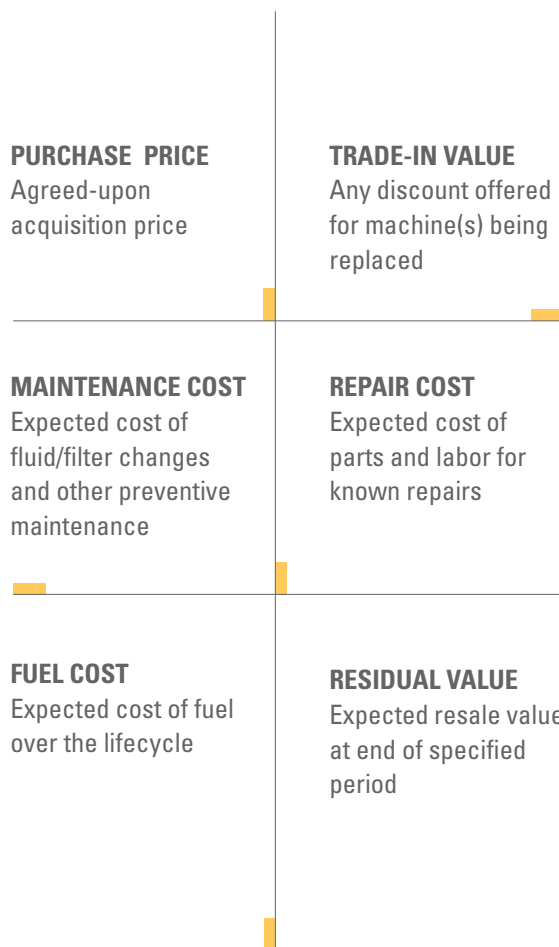 PURCHASE PRICE
Agreed-upon
acquisition price
TRADE-IN VALUE
Any discount offered
for machine(s) being
replaced
MAINTENANCE COST
Expected cost of
fluid/filter changes
and other preventive
maintenance
REPAIR COST
Expected cost of
parts and labor for
known repairs
FUEL COST
Expected cost of fuel
over the lifecycle
RESIDUAL VALUE
Expected resale value
at end of specified
period